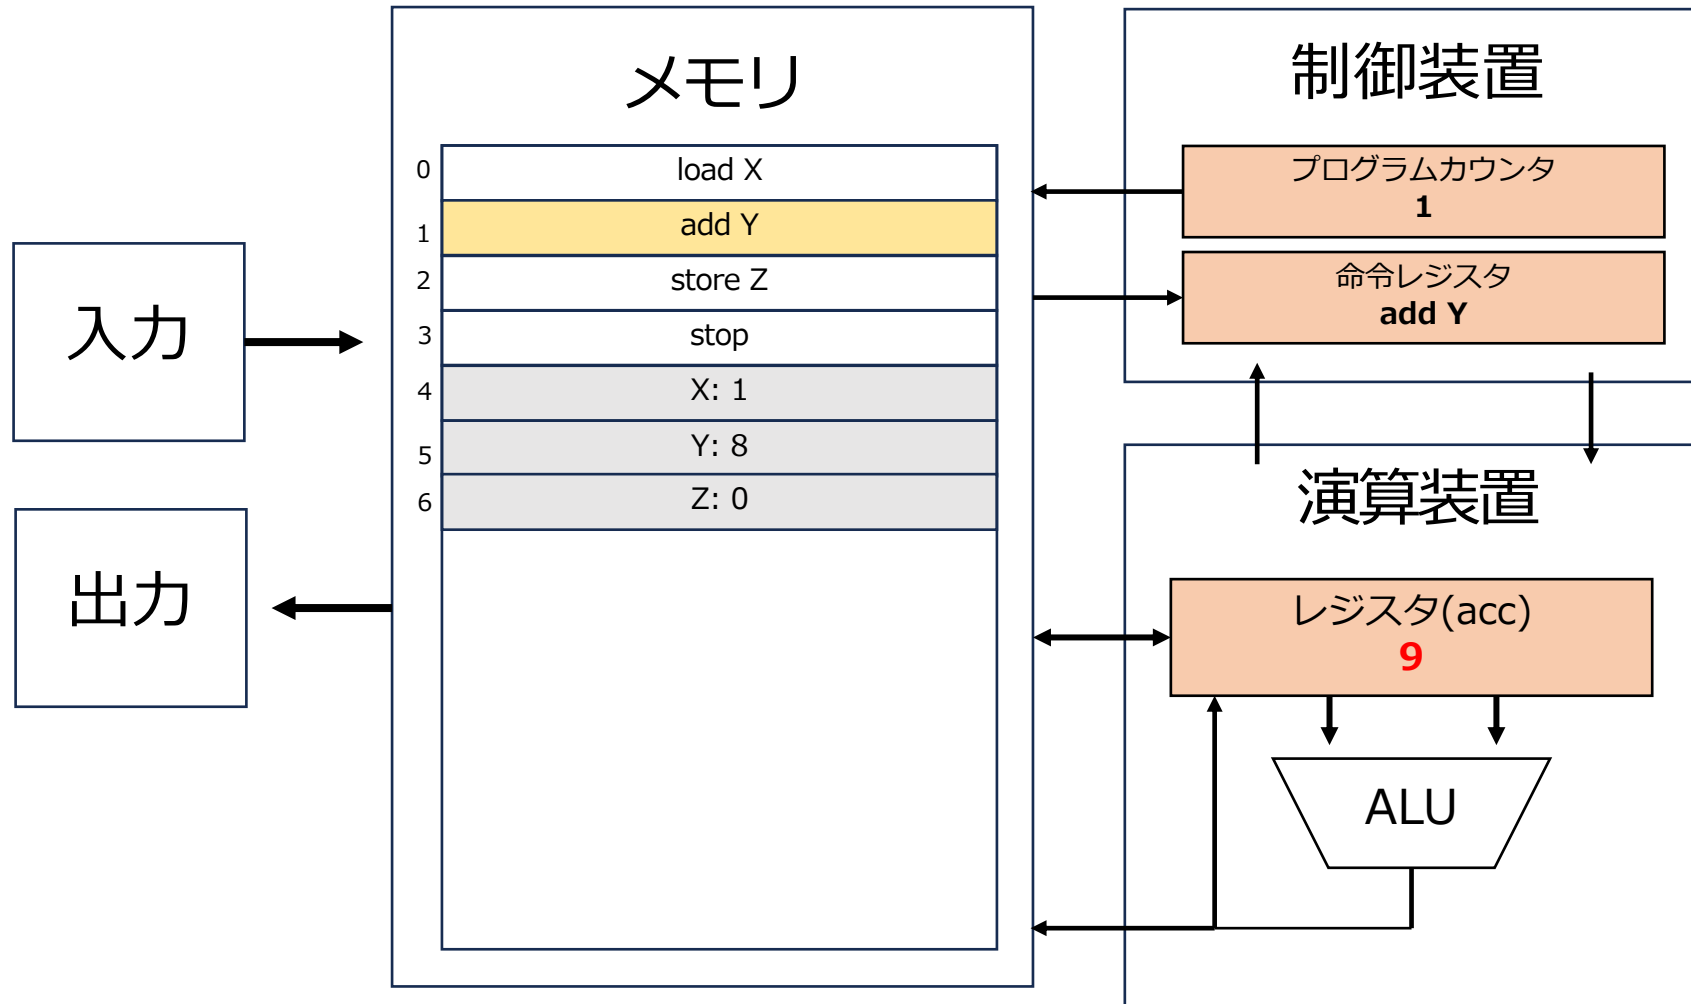 メモリ
0
load X
1
add Y
2
store Z
3
stop
4
X: 1
5
Y: 8
6
Z: 0
入力
出力
制御装置
プログラムカウンタ
1
命令レジスタ
add Y
演算装置
レジスタ(acc)
9
ALU